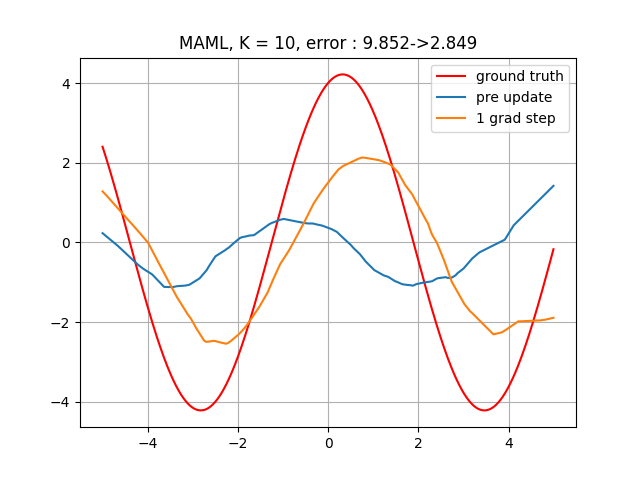 MAML, K = 10, error : 9.852->2.849
ground truth
pre update
1 grad step
4
2
0
−2
−4
−4
−2
0
2
4